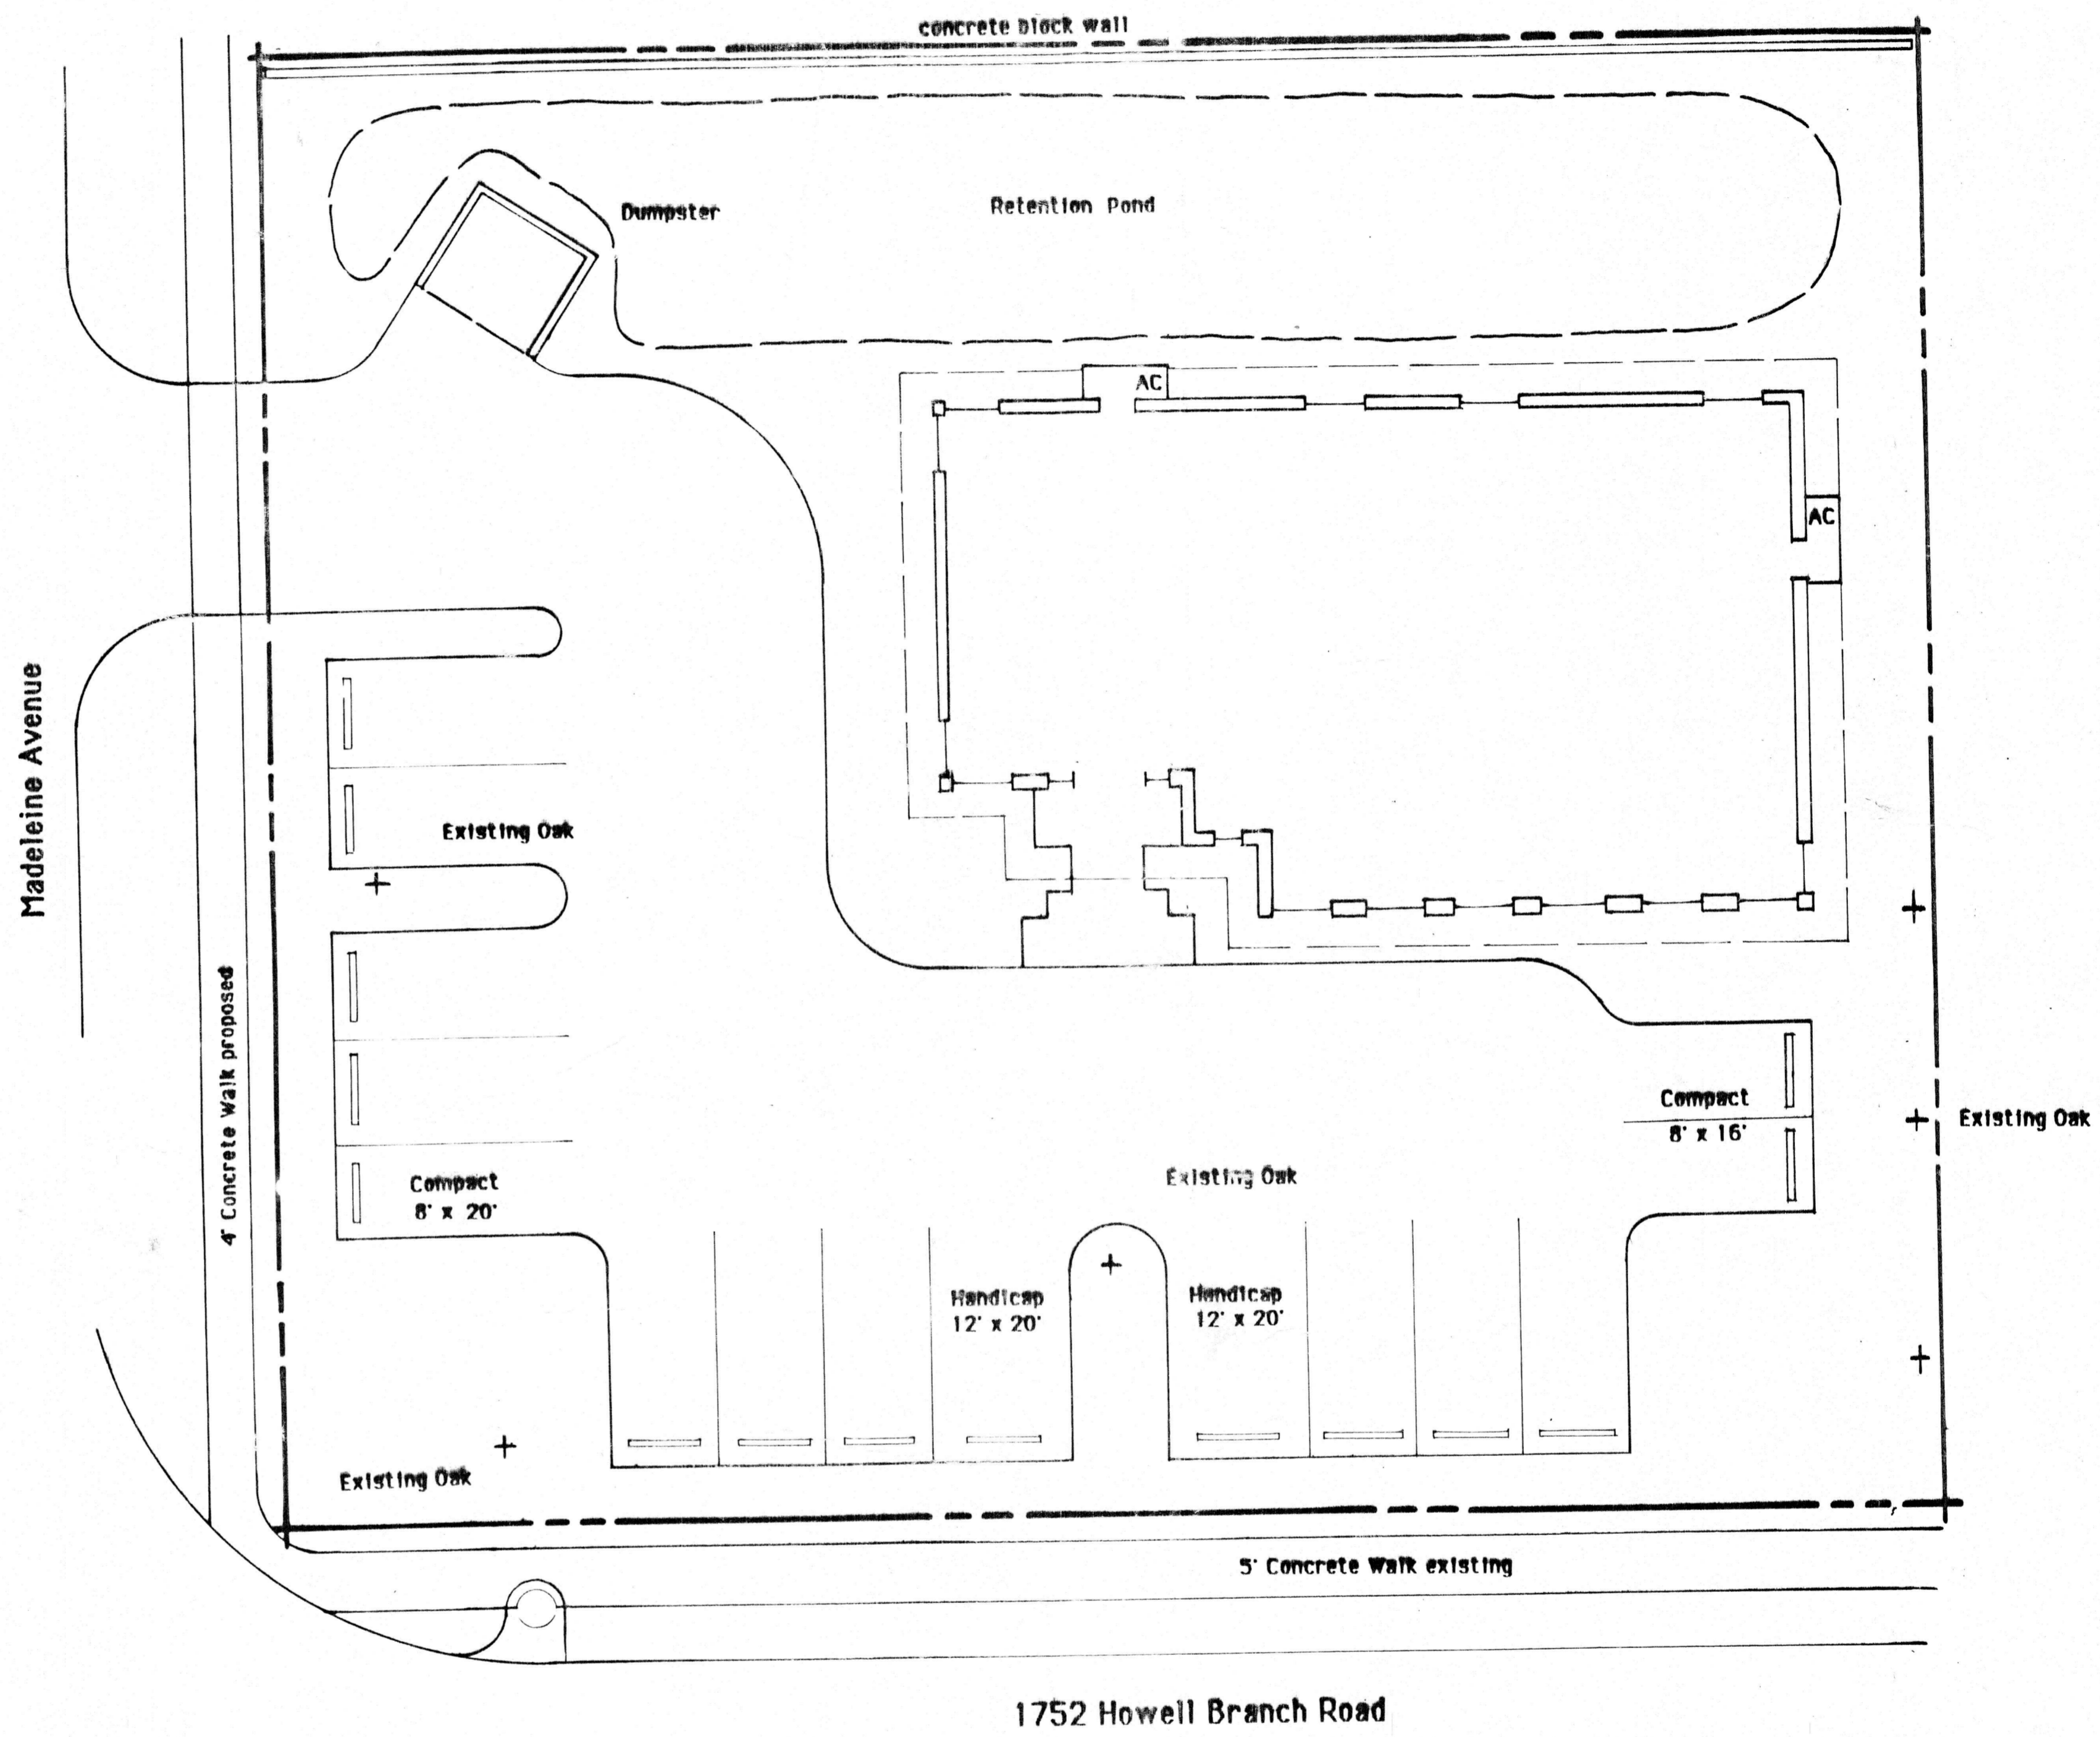 concrete block wall
Dumpster
Retention Pond
AC
AC
Madeleine Avenue
Existing Oak
4' Concrete Walk proposed
Compact
8' x 16'
Existing Oak
Existing Oak
Compact
8' x 20'
Handicap
12' x 20'
Handicap
12' x 20'
Existing Oak
5' Concrete Walk existing
1752 Howell Branch Road